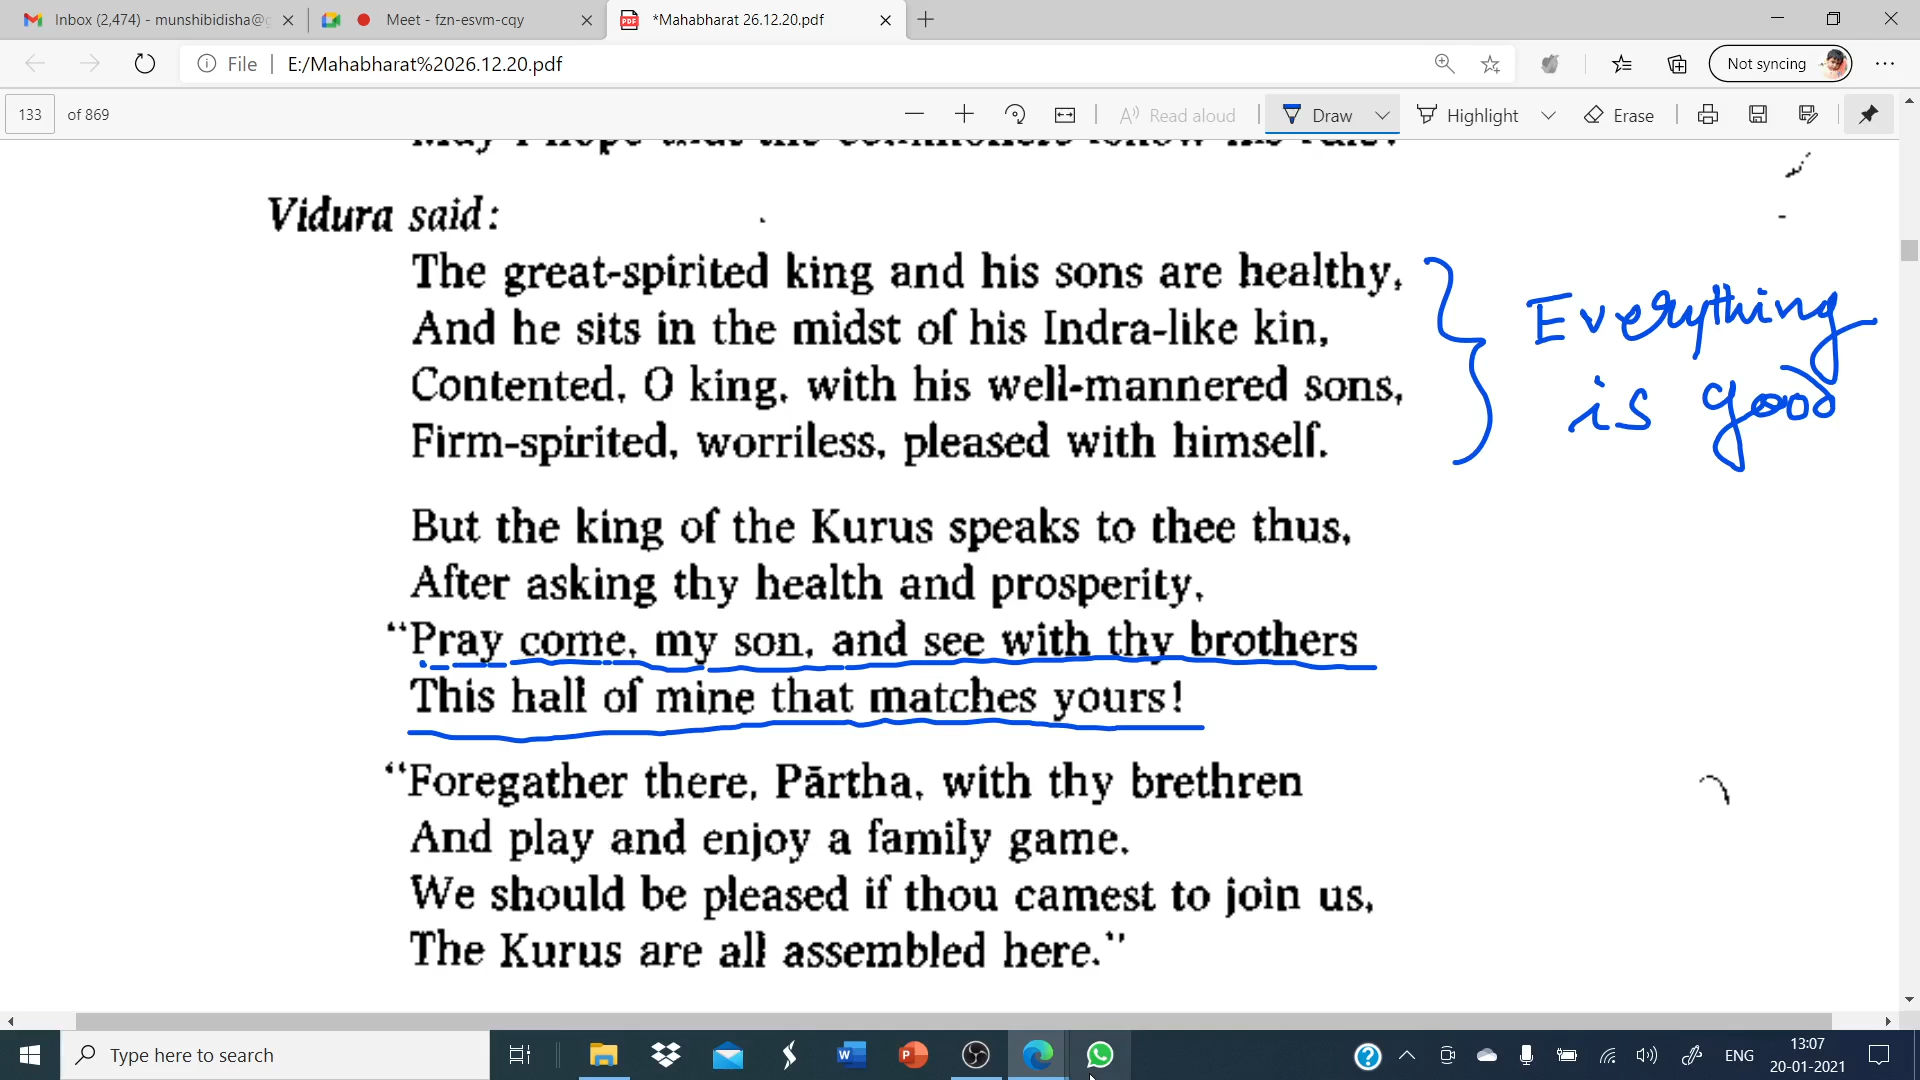 Inbox (2,474) - munshibidisha@g
Meet - fzn-esvm-cqy
*Mahabharat 26.12.20.pdf
File
E:/Mahabharat%2026.12.20.pdf
Not syncing
133 of 869
Read aloud
Draw
Highlight
Erase
Vidura said:
The great-spirited king and his sons are healthy,
And he sits in the midst of his Indra-like kin,
Contented, O king, with his well-mannered sons,
Firm-spirited, worriless, pleased with himself.
Everything
is good
But the king of the Kurus speaks to thee thus,
After asking thy health and prosperity,
“Pray come, my son, and see with thy brothers
This hall of mine that matches yours!
“Foregather there, Pārtha, with thy brethren
And play and enjoy a family game.
We should be pleased if thou camest to join us,
The Kurus are all assembled here.”
Type here to search
ENG
13:07
20-01-2021